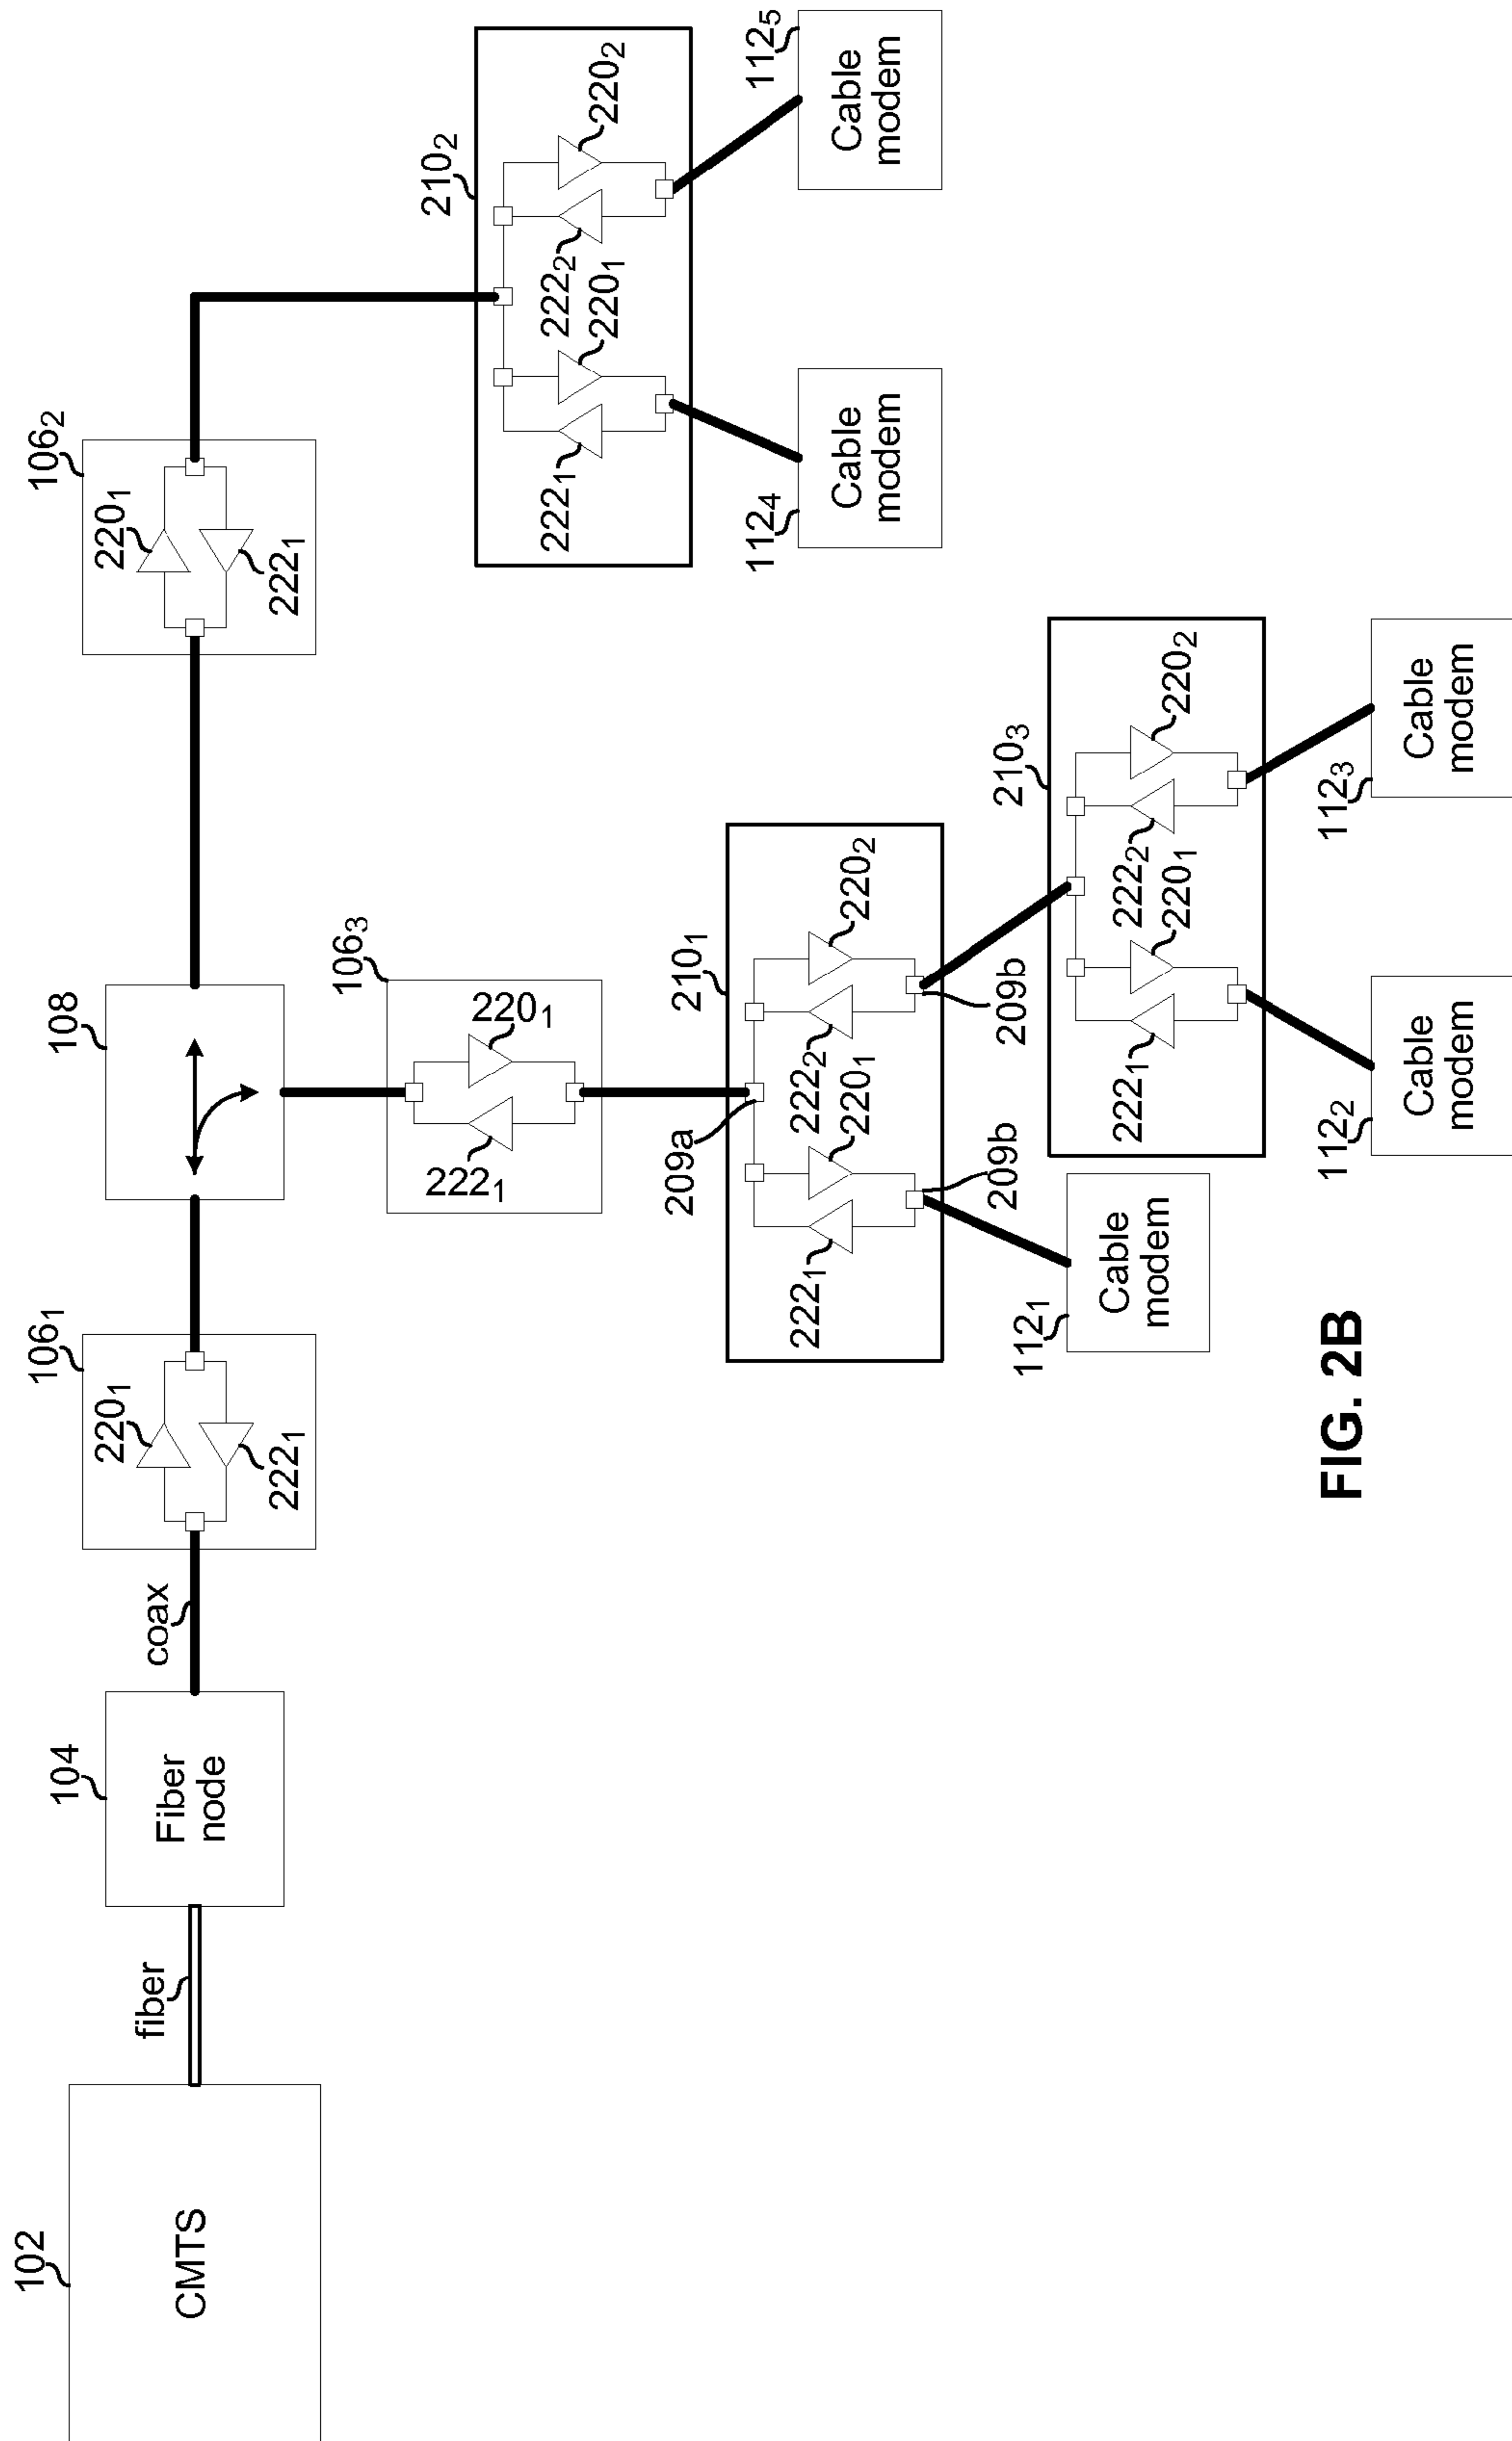 102
CMTS
fiber
104
Fiber
node
coax
106₁
220₁
222₁
108
106₂
220₁
222₁
106₃
220₁
222₁
210₂
222₁
220₁
222₂
220₂
112₄
Cable
modem
112₅
Cable
modem
210₁
209a
222₁
220₁
222₂
220₂
209b
209b
112₁
Cable
modem
210₃
222₁
220₁
222₂
220₂
112₂
Cable
modem
112₃
Cable
modem
FIG. 2B